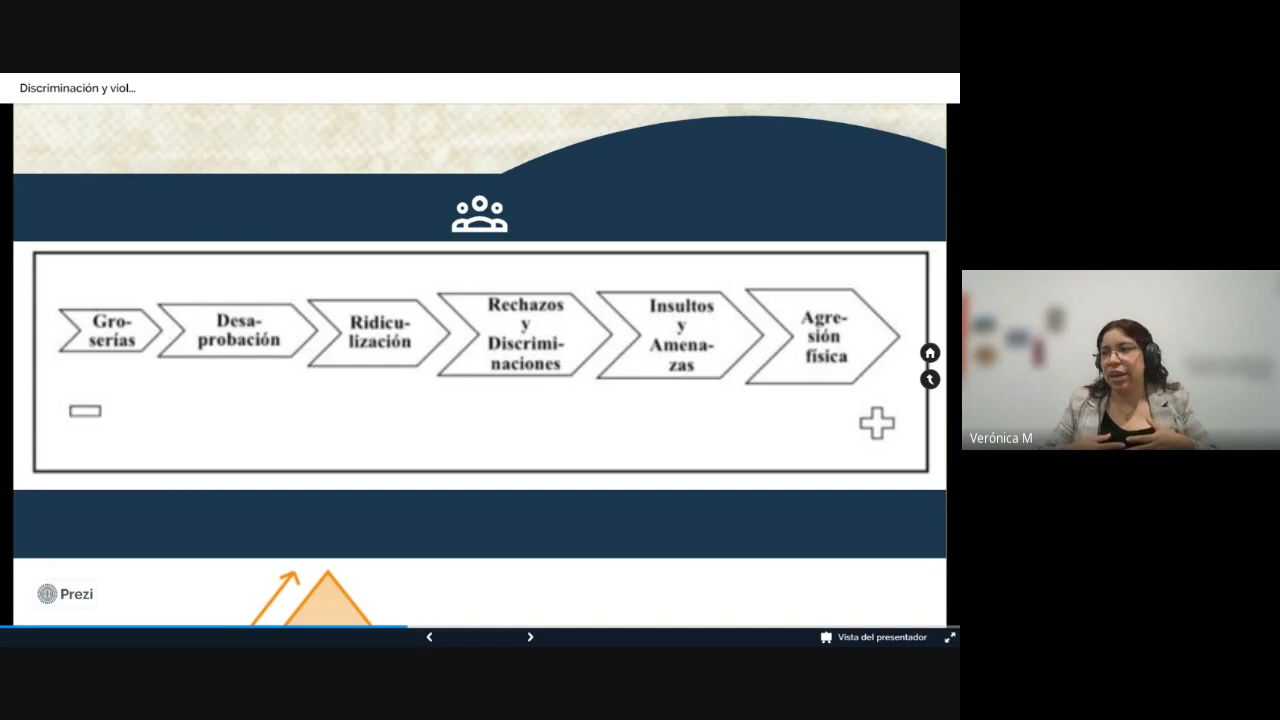 Discriminación y viol...
Gro-
serías
Desa-
probación
Ridicu-
lización
Rechazos
y
Discrimi-
naciones
Insultos
y
Amena-
zas
Agre-
sión
física
Verónica M
Prezi
Vista del presentador